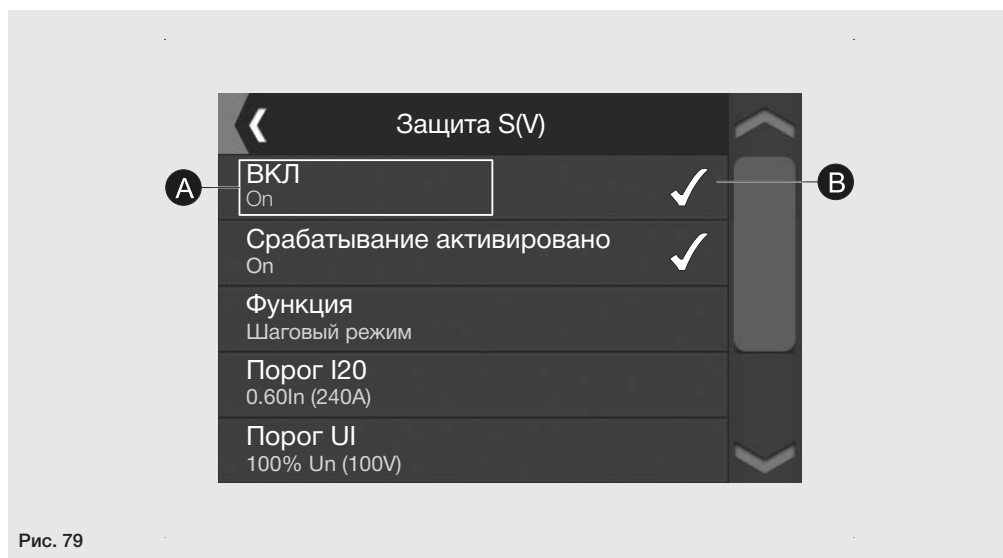 Защита S(V)
A
ВКЛ
On
B
Срабатывание активировано
On
Функция
Шаговый режим
Порог I20
0.60In (240A)
Порог UI
100% Un (100V)
Рис. 79